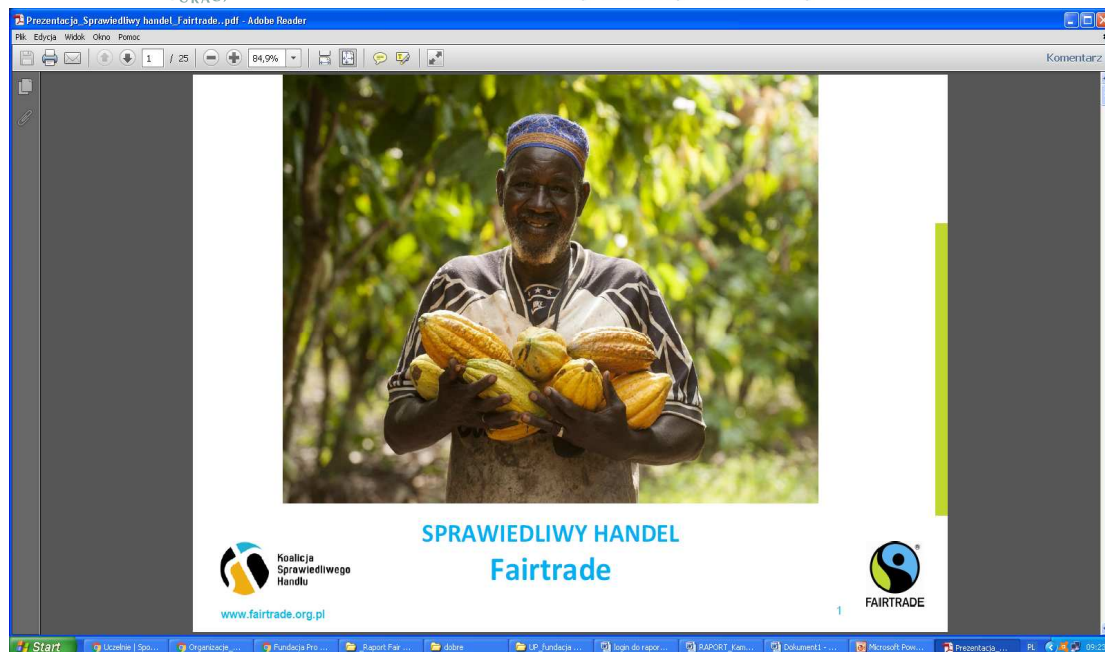 Prezentacja_Sprawiedliwy handel_Fairtrade..pdf - Adobe Reader
Plik Edycja Widok Okno Pomoc
1 / 25 84,9% Komentarz
SPRAWIEDLIWY HANDEL
Fairtrade
Koalicja
Sprawiedliwego
Handlu
www.fairtrade.org.pl
1
FAIRTRADE
Start Uczelnie | Spo... Organizacje_... Fundacja Pro ... Raport Fair ... dobre UP_fundacja ... login do rapor... RAPORT_Kam... Dokument1 - ... Microsoft Pow... Prezentacja_... PL 09:23